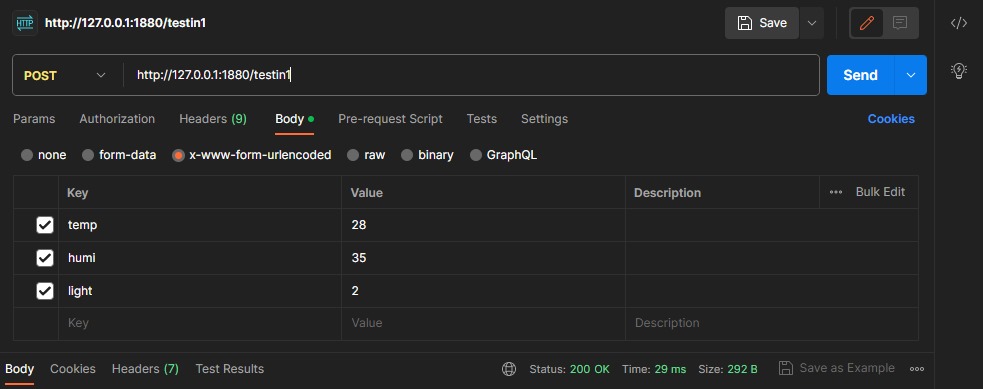 HTTP http://127.0.0.1:1880/testin1 Save
POST http://127.0.0.1:1880/testin1 Send
Params Authorization Headers (9) Body Pre-request Script Tests Settings Cookies
none form-data x-www-form-urlencoded raw binary GraphQL
Key Value Description ••• Bulk Edit
temp 28
humi 35
light 2
Key Value Description
Body Cookies Headers (7) Test Results Status: 200 OK Time: 29 ms Size: 292 B Save as Example